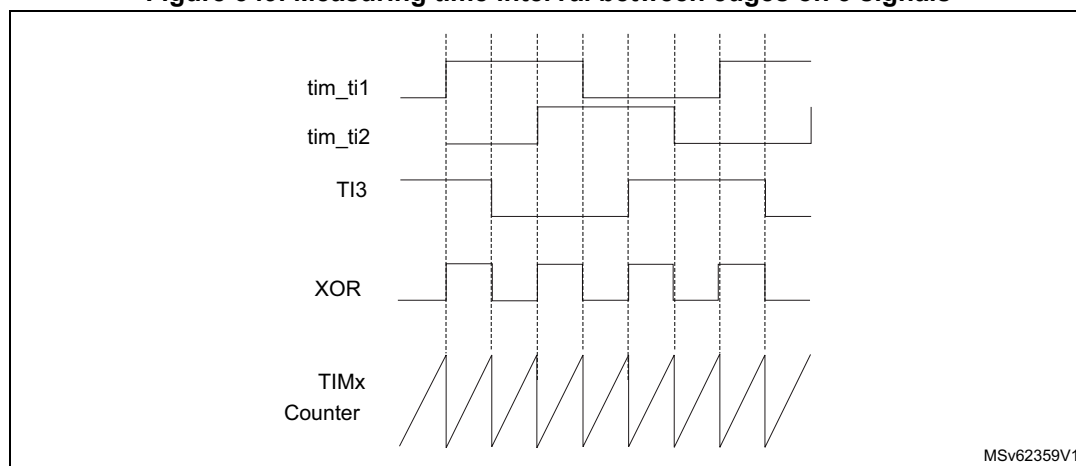 tim_ti1
tim_ti2
TI3
XOR
TIMx
Counter
MSv62359V1